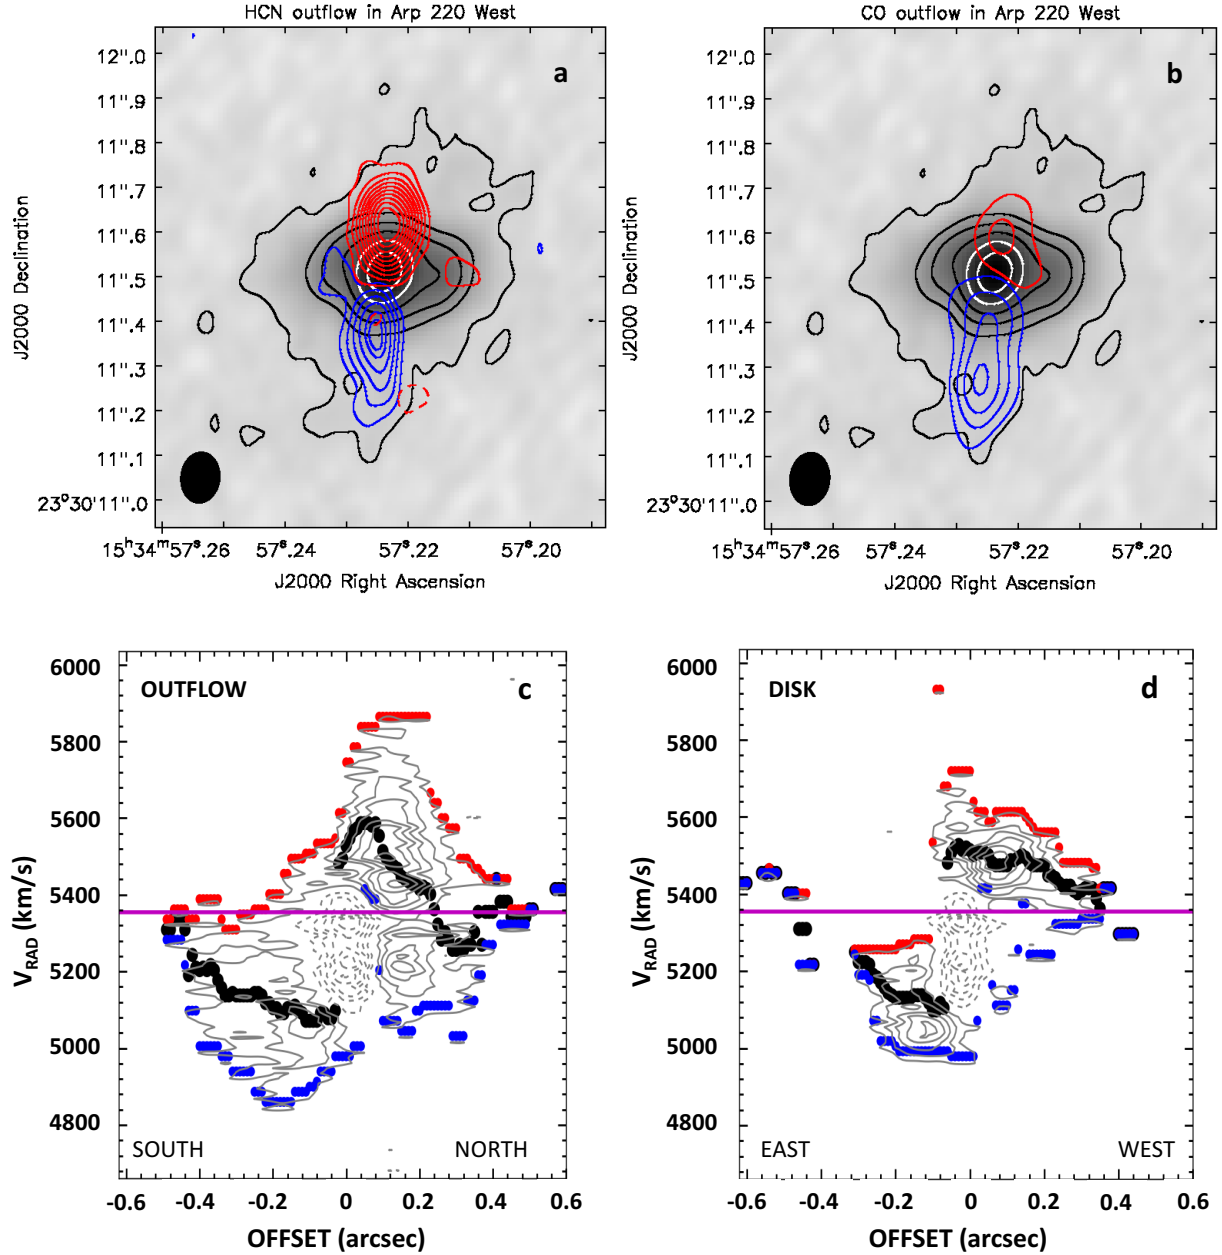 HCN outflow in Arp 220 West
a
12".0
11".9
11".8
11".7
11".6
11".5
11".4
11".3
11".2
11".1
23°30'11".0
J2000 Declination
15ʰ34ᵐ57ˢ.26
57ˢ.24
57ˢ.22
57ˢ.20
J2000 Right Ascension
CO outflow in Arp 220 West
b
12".0
11".9
11".8
11".7
11".6
11".5
11".4
11".3
11".2
11".1
23°30'11".0
J2000 Declination
15ʰ34ᵐ57ˢ.26
57ˢ.24
57ˢ.22
57ˢ.20
J2000 Right Ascension
OUTFLOW
c
6000
5800
5600
5400
5200
5000
4800
V_RAD (km/s)
SOUTH
NORTH
-0.6 -0.4 -0.2 0 0.2 0.4 0.6
OFFSET (arcsec)
DISK
d
6000
5800
5600
5400
5200
5000
4800
V_RAD (km/s)
EAST
WEST
-0.6 -0.4 -0.2 0 0.2 0.4 0.6
OFFSET (arcsec)